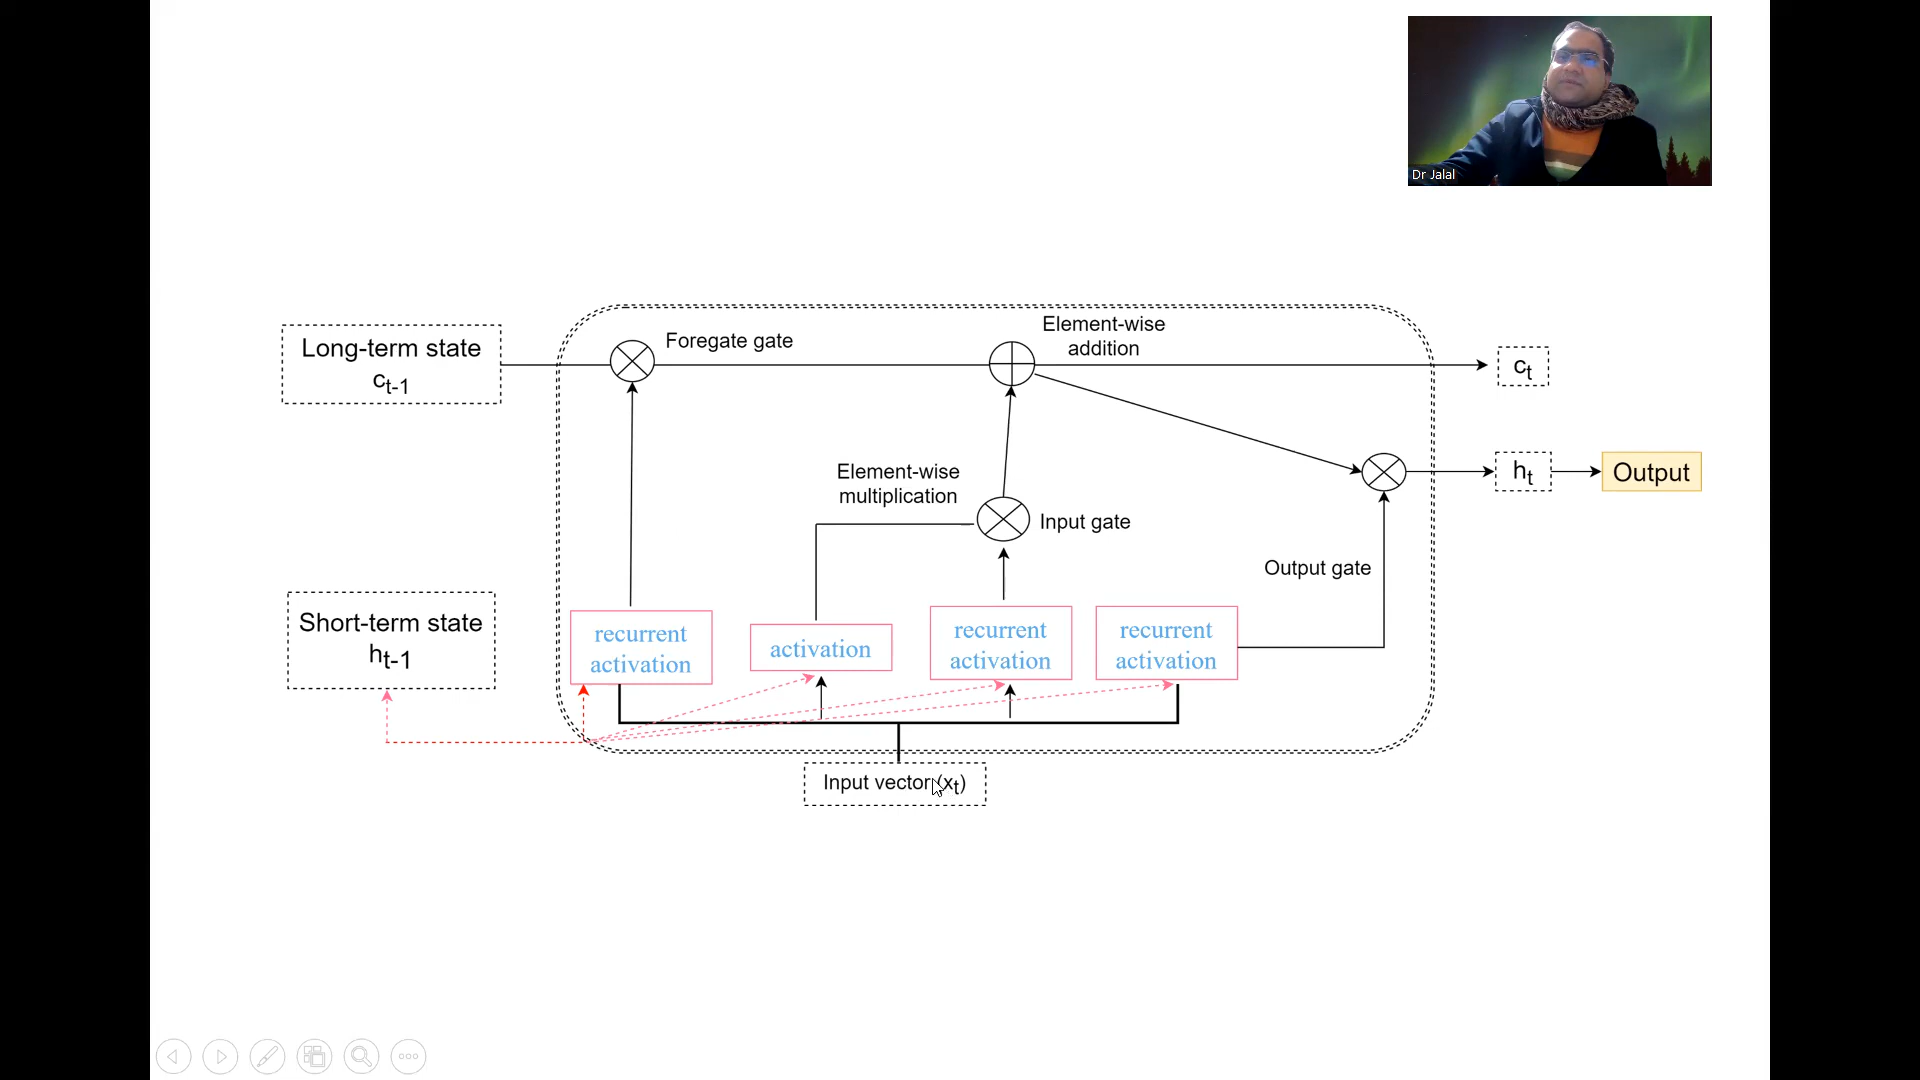 Dr Jalal
Long-term state
ct-1
Foregate gate
Element-wise
addition
ct
Element-wise
multiplication
Input gate
ht
Output
Output gate
Short-term state
ht-1
recurrent
activation
activation
recurrent
activation
recurrent
activation
Input vector (xt)